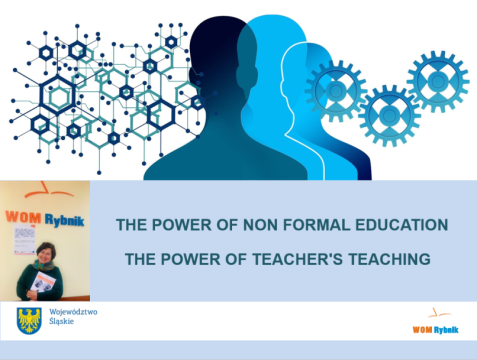 WOM Rybnik
THE POWER OF NON FORMAL EDUCATION
THE POWER OF TEACHER'S TEACHING
Województwo
Śląskie
WOM Rybnik